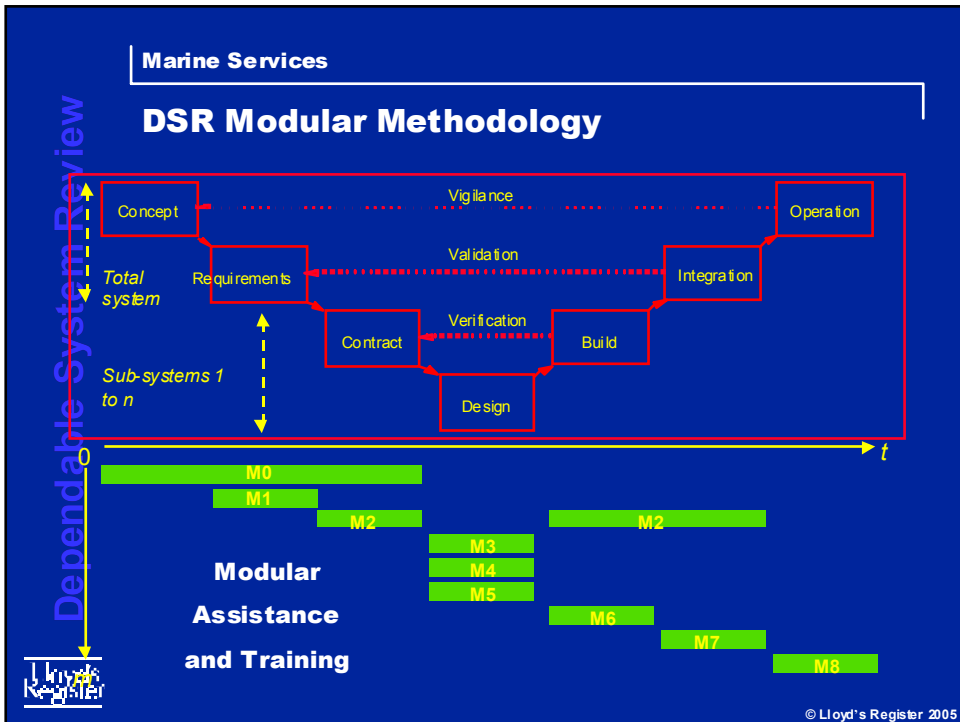 Marine Services
DSR Modular Methodology
Dependable System Review
Vigilance
Concept
Operation
Validation
Total
system
Requirements
Integration
Verification
Contract
Build
Sub-systems 1
to n
Design
0
t
M0
M1
M2
M2
M3
M4
M5
Modular
Assistance
and Training
M6
M7
M8
m
Lloyd's
Register
© Lloyd's Register 2005